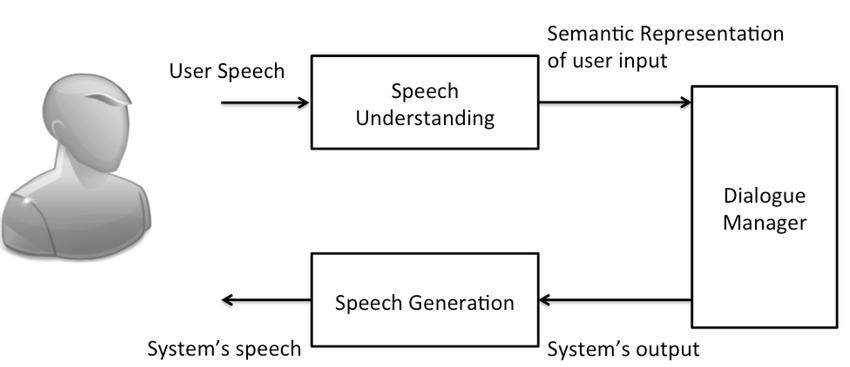 User Speech
Speech
Understanding
Semantic Representation
of user input
Dialogue
Manager
Speech Generation
System's speech
System's output